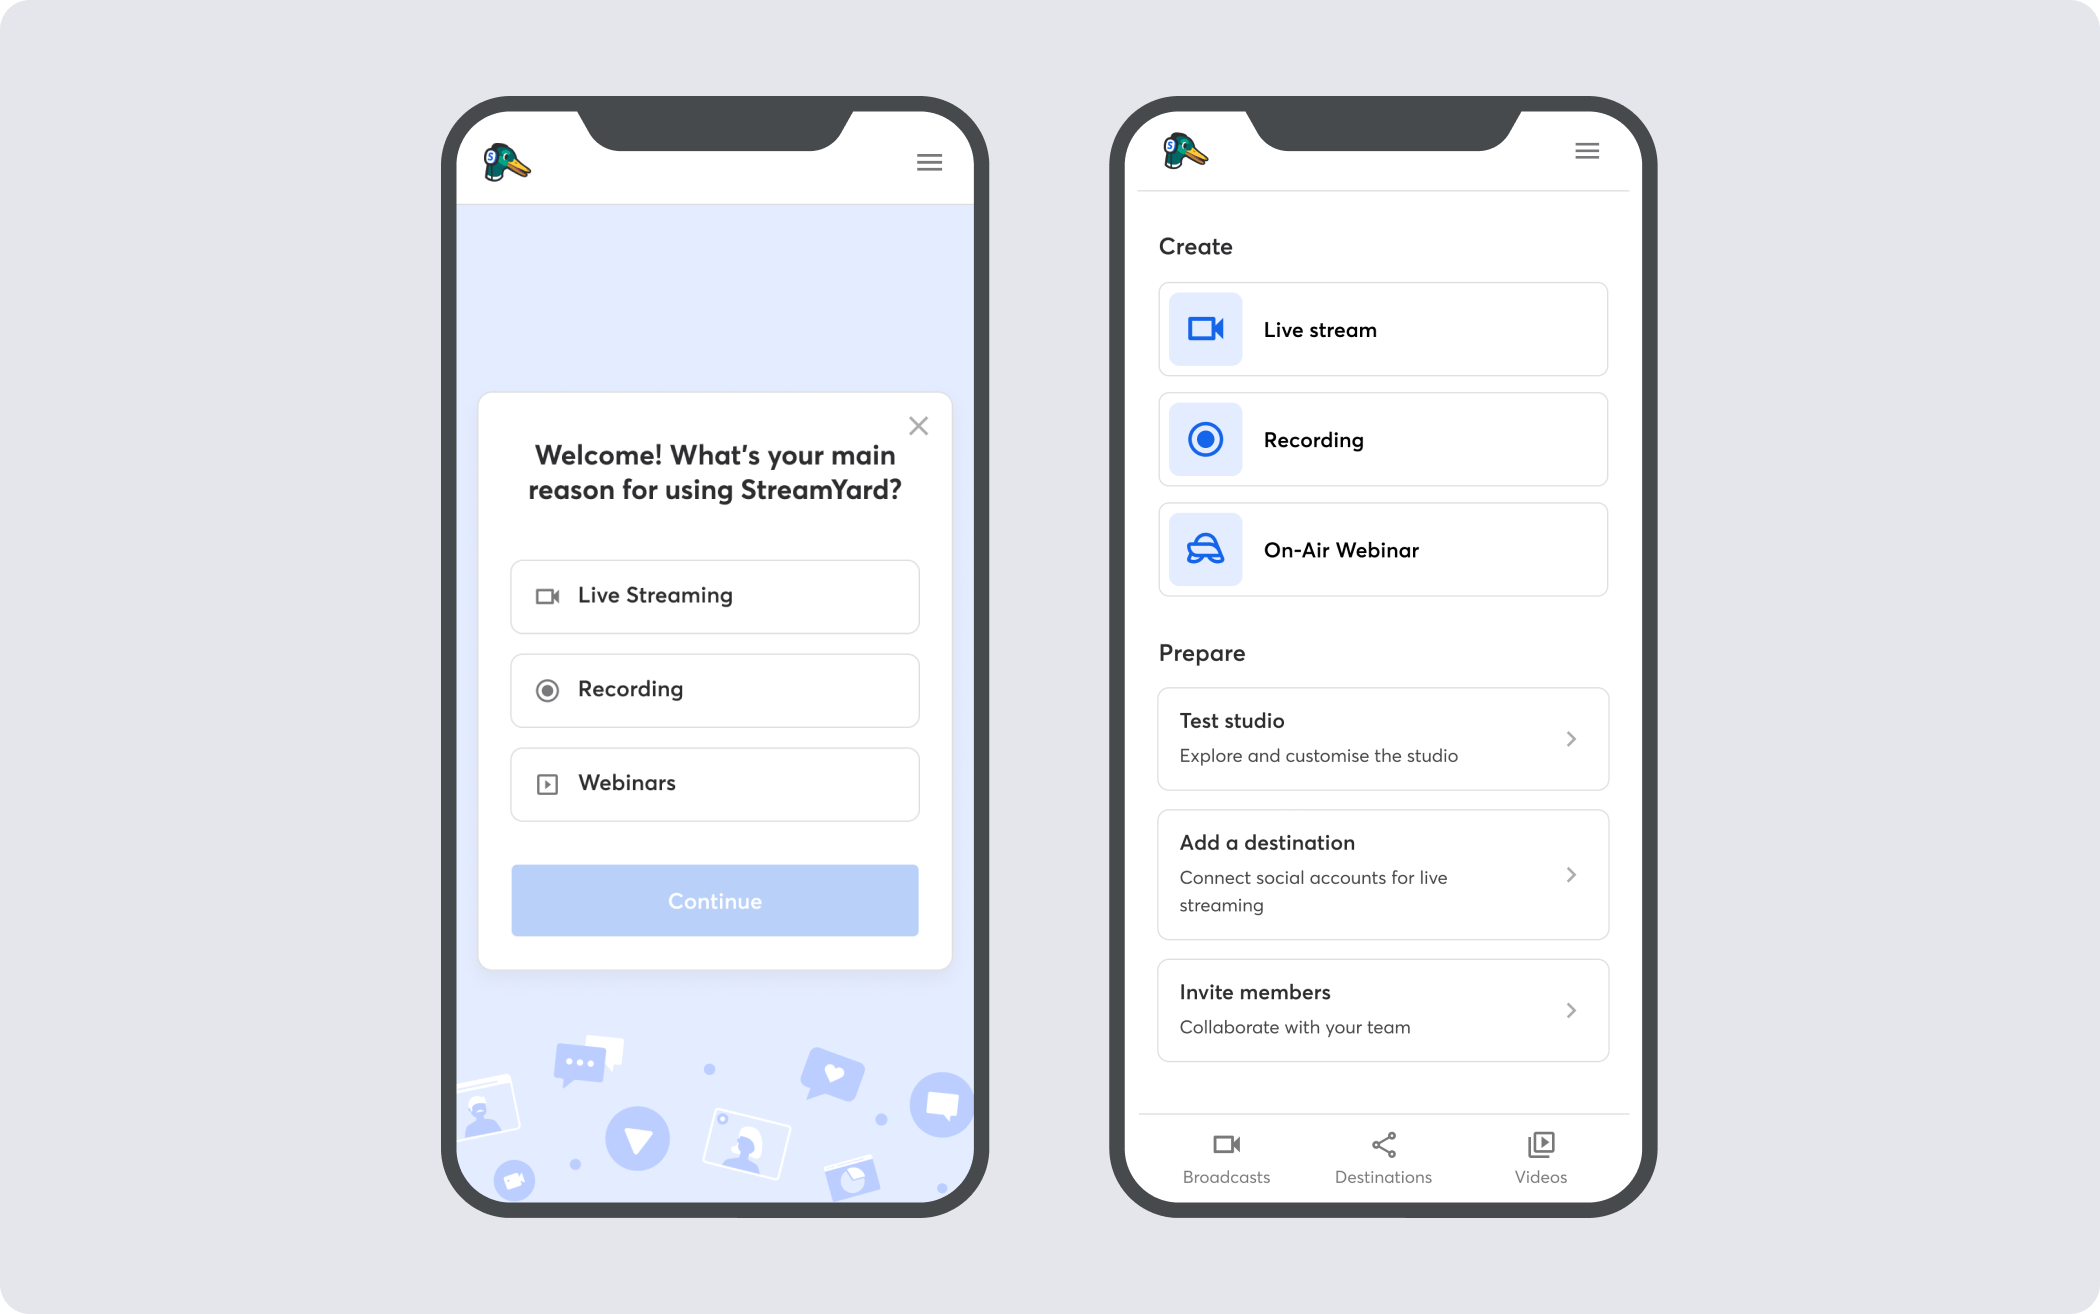 S
Welcome! What's your main
reason for using StreamYard?
Live Streaming
Recording
Webinars
Continue
S
Create
Live stream
Recording
On-Air Webinar
Prepare
Test studio
Explore and customise the studio
Add a destination
Connect social accounts for live
streaming
Invite members
Collaborate with your team
Broadcasts
Destinations
Videos